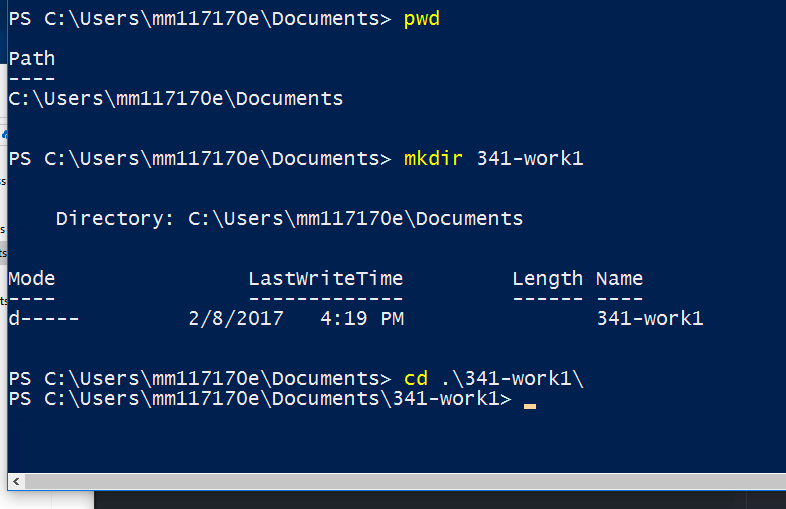 PS C:\Users\mm117170e\Documents> pwd
Path
----
C:\Users\mm117170e\Documents
PS C:\Users\mm117170e\Documents> mkdir 341-work1
Directory: C:\Users\mm117170e\Documents
Mode LastWriteTime Length Name
---- ------------- ------ ----
d----- 2/8/2017 4:19 PM 341-work1
PS C:\Users\mm117170e\Documents> cd .\341-work1\
PS C:\Users\mm117170e\Documents\341-work1>